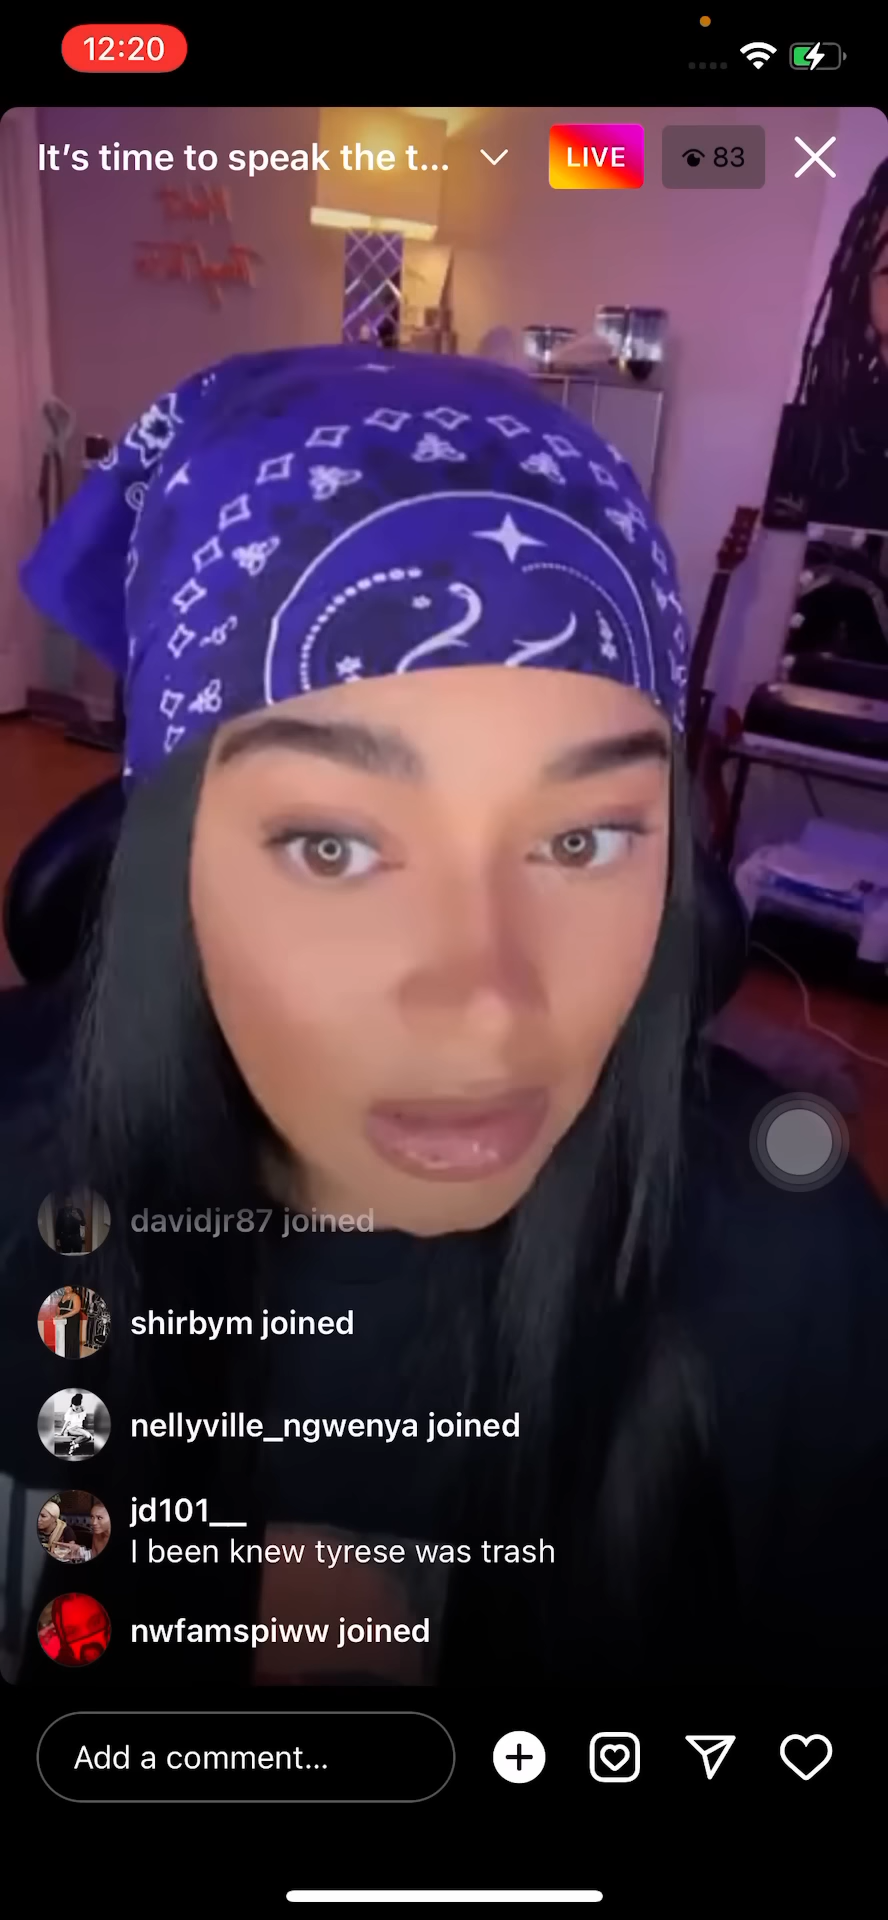 12:20
It's time to speak the t...
LIVE
83
davidjr87 joined
shirbym joined
nellyville_ngwenya joined
jd101__
I been knew tyrese was trash
nwfamspiww joined
Add a comment...